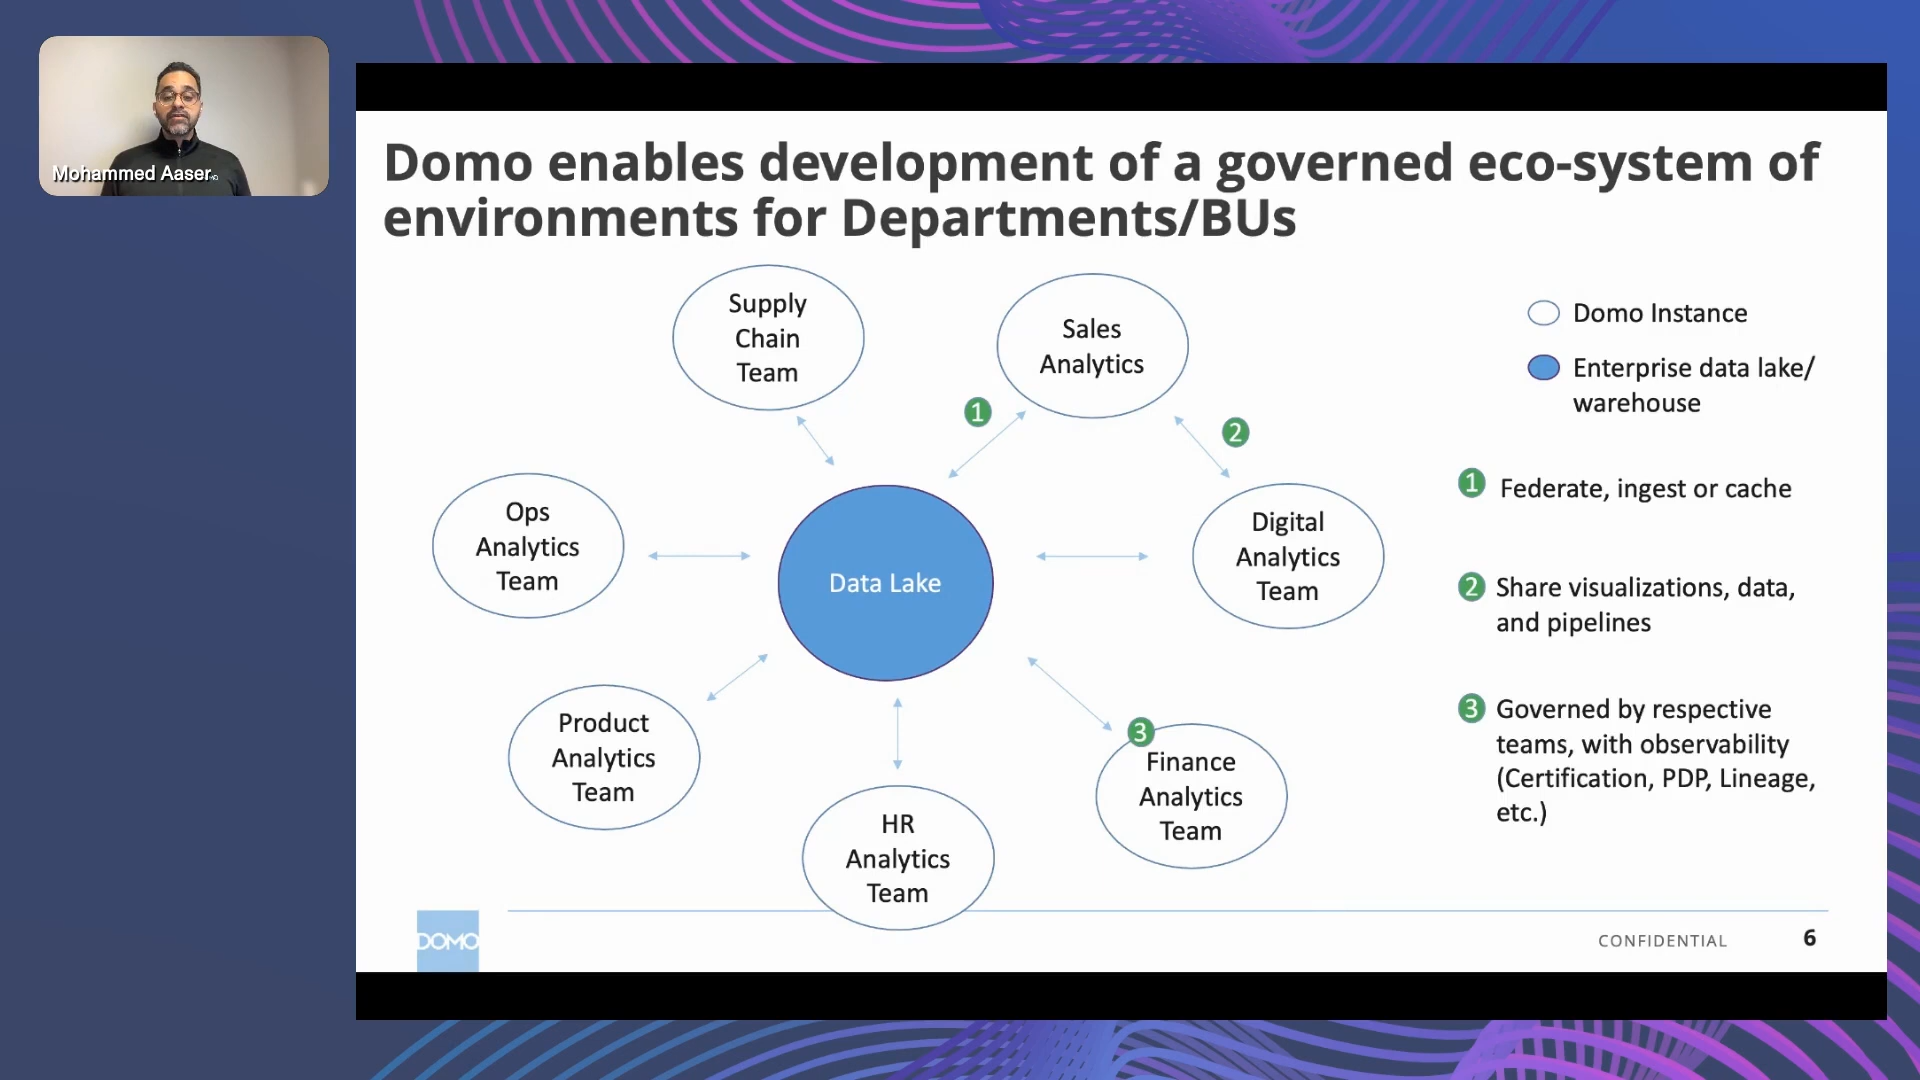 Mohammed Aaser
Domo enables development of a governed eco-system of
environments for Departments/BUs
Supply
Chain
Team
Sales
Analytics
Domo Instance
Enterprise data lake/
warehouse
1
2
Ops
Analytics
Team
Data Lake
Digital
Analytics
Team
1 Federate, ingest or cache
2 Share visualizations, data,
and pipelines
Product
Analytics
Team
HR
Analytics
Team
3
Finance
Analytics
Team
3 Governed by respective
teams, with observability
(Certification, PDP, Lineage,
etc.)
DOMO
CONFIDENTIAL
6